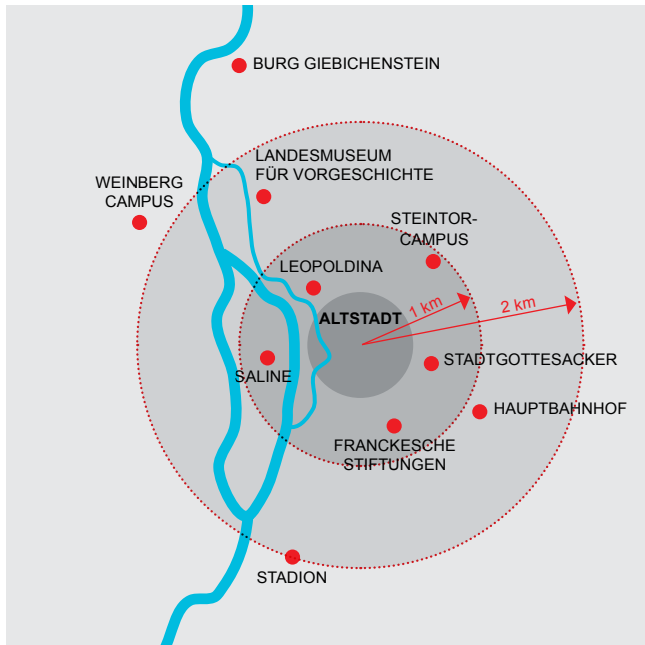 BURG GIEBICHENSTEIN
LANDESMUSEUM
FÜR VORGESCHICHTE
WEINBERG
CAMPUS
STEINTOR-
CAMPUS
LEOPOLDINA
ALTSTADT
1 km
2 km
STADTGOTTESACKER
SALINE
HAUPTBAHNHOF
FRANCKESCHE
STIFTUNGEN
STADION